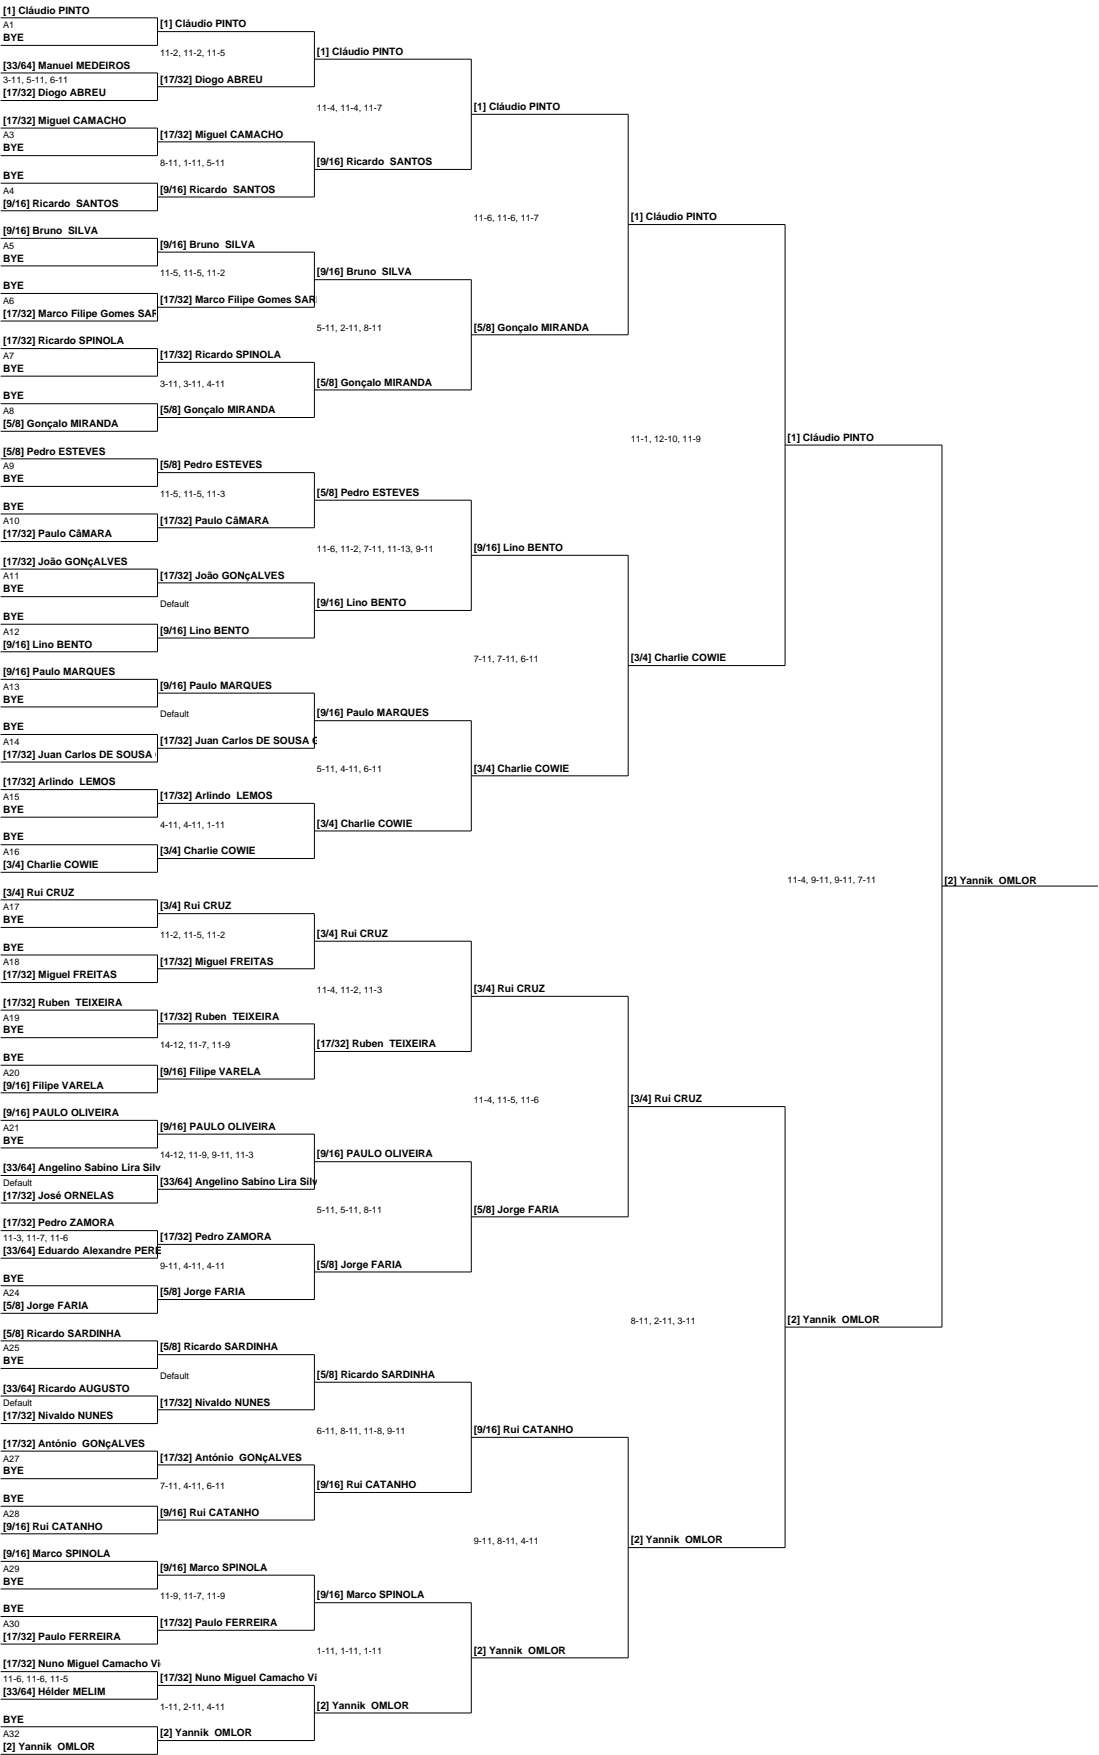 [1] Cláudio PINTO
A1
BYE
[33/64] Manuel MEDEIROS
3-11, 5-11, 6-11
[17/32] Diogo ABREU
[17/32] Miguel CAMACHO
A3
BYE
BYE
A4
[9/16] Ricardo SANTOS
[9/16] Bruno SILVA
A5
BYE
BYE
A6
[17/32] Marco Filipe Gomes SAR
[17/32] Ricardo SPINOLA
A7
BYE
BYE
A8
[5/8] Gonçalo MIRANDA
[5/8] Pedro ESTEVES
A9
BYE
BYE
A10
[17/32] Paulo CâMARA
[17/32] João GONçALVES
A11
BYE
BYE
A12
[9/16] Lino BENTO
[9/16] Paulo MARQUES
A13
BYE
BYE
A14
[17/32] Juan Carlos DE SOUSA
[17/32] Arlindo LEMOS
A15
BYE
BYE
A16
[3/4] Charlie COWIE
[3/4] Rui CRUZ
A17
BYE
BYE
A18
[17/32] Miguel FREITAS
[17/32] Ruben TEIXEIRA
A19
BYE
BYE
A20
[9/16] Filipe VARELA
[9/16] PAULO OLIVEIRA
A21
BYE
[33/64] Angelino Sabino Lira Silv
Default
[17/32] José ORNELAS
[17/32] Pedro ZAMORA
11-3, 11-7, 11-6
[33/64] Eduardo Alexandre PERE
BYE
A24
[5/8] Jorge FARIA
[5/8] Ricardo SARDINHA
A25
BYE
[33/64] Ricardo AUGUSTO
Default
[17/32] Nivaldo NUNES
[17/32] António GONçALVES
A27
BYE
BYE
A28
[9/16] Rui CATANHO
[9/16] Marco SPINOLA
A29
BYE
BYE
A30
[17/32] Paulo FERREIRA
[17/32] Nuno Miguel Camacho Vi
11-6, 11-6, 11-5
[33/64] Hélder MELIM
BYE
A32
[2] Yannik OMLOR
[1] Cláudio PINTO
11-2, 11-2, 11-5
[17/32] Diogo ABREU
[17/32] Miguel CAMACHO
8-11, 1-11, 5-11
[9/16] Ricardo SANTOS
[9/16] Bruno SILVA
11-5, 11-5, 11-2
[17/32] Marco Filipe Gomes SAR
[17/32] Ricardo SPINOLA
3-11, 3-11, 4-11
[5/8] Gonçalo MIRANDA
[5/8] Pedro ESTEVES
11-5, 11-5, 11-3
[17/32] Paulo CâMARA
[17/32] João GONçALVES
Default
[9/16] Lino BENTO
[9/16] Paulo MARQUES
Default
[17/32] Juan Carlos DE SOUSA G
[17/32] Arlindo LEMOS
4-11, 4-11, 1-11
[3/4] Charlie COWIE
[3/4] Rui CRUZ
11-2, 11-5, 11-2
[17/32] Miguel FREITAS
[17/32] Ruben TEIXEIRA
14-12, 11-7, 11-9
[9/16] Filipe VARELA
[9/16] PAULO OLIVEIRA
14-12, 11-9, 9-11, 11-3
[33/64] Angelino Sabino Lira Silv
[17/32] Pedro ZAMORA
9-11, 4-11, 4-11
[5/8] Jorge FARIA
[5/8] Ricardo SARDINHA
Default
[17/32] Nivaldo NUNES
[17/32] António GONçALVES
7-11, 4-11, 6-11
[9/16] Rui CATANHO
[9/16] Marco SPINOLA
11-9, 11-7, 11-9
[17/32] Paulo FERREIRA
[17/32] Nuno Miguel Camacho Vi
1-11, 2-11, 4-11
[2] Yannik OMLOR
[1] Cláudio PINTO
11-4, 11-4, 11-7
[9/16] Ricardo SANTOS
[9/16] Bruno SILVA
5-11, 2-11, 8-11
[5/8] Gonçalo MIRANDA
[5/8] Pedro ESTEVES
11-6, 11-2, 7-11, 11-13, 9-11
[9/16] Lino BENTO
[9/16] Paulo MARQUES
5-11, 4-11, 6-11
[3/4] Charlie COWIE
[3/4] Rui CRUZ
11-4, 11-2, 11-3
[17/32] Ruben TEIXEIRA
[9/16] PAULO OLIVEIRA
5-11, 5-11, 8-11
[5/8] Jorge FARIA
[5/8] Ricardo SARDINHA
6-11, 8-11, 11-8, 9-11
[9/16] Rui CATANHO
[9/16] Marco SPINOLA
1-11, 1-11, 1-11
[2] Yannik OMLOR
[1] Cláudio PINTO
11-6, 11-6, 11-7
[5/8] Gonçalo MIRANDA
[9/16] Lino BENTO
7-11, 7-11, 6-11
[3/4] Charlie COWIE
[3/4] Rui CRUZ
11-4, 11-5, 11-6
[5/8] Jorge FARIA
[9/16] Rui CATANHO
9-11, 8-11, 4-11
[2] Yannik OMLOR
[1] Cláudio PINTO
11-1, 12-10, 11-9
[3/4] Charlie COWIE
[3/4] Rui CRUZ
8-11, 2-11, 3-11
[2] Yannik OMLOR
[1] Cláudio PINTO
11-4, 9-11, 9-11, 7-11
[2] Yannik OMLOR
[2] Yannik OMLOR